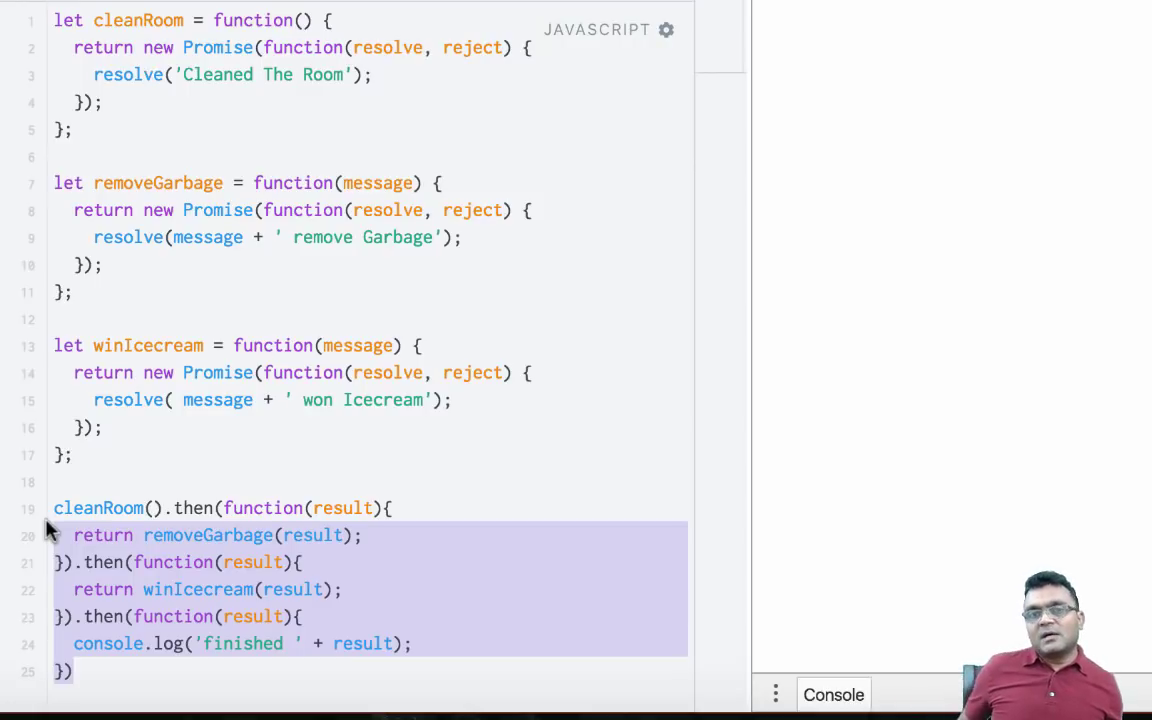 1 let cleanRoom = function() {
JAVASCRIPT
2 return new Promise(function(resolve, reject) {
3 resolve('Cleaned The Room');
4 });
5 };
6
7 let removeGarbage = function(message) {
8 return new Promise(function(resolve, reject) {
9 resolve(message + ' remove Garbage');
10 });
11 };
12
13 let winIcecream = function(message) {
14 return new Promise(function(resolve, reject) {
15 resolve( message + ' won Icecream');
16 });
17 };
18
19 cleanRoom().then(function(result){
20 return removeGarbage(result);
21 }).then(function(result){
22 return winIcecream(result);
23 }).then(function(result){
24 console.log('finished ' + result);
25 })
Console